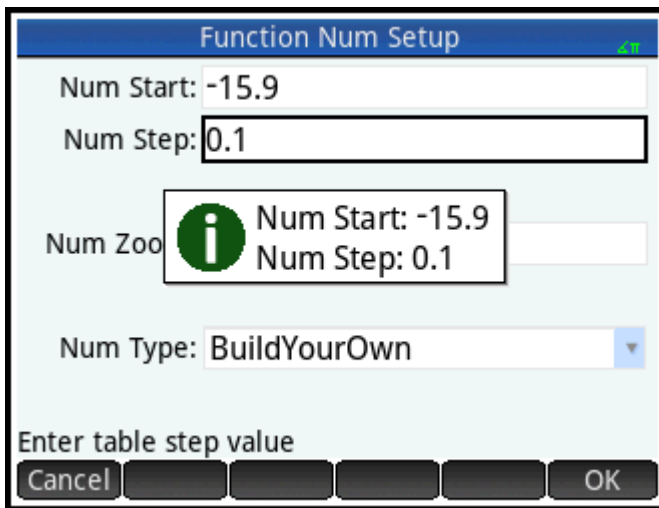 Function Num Setup
∡π
Num Start: -15.9
Num Step: 0.1
Num Start: -15.9
Num Step: 0.1
Num Zoo
Num Type: BuildYourOwn
Enter table step value
Cancel
OK